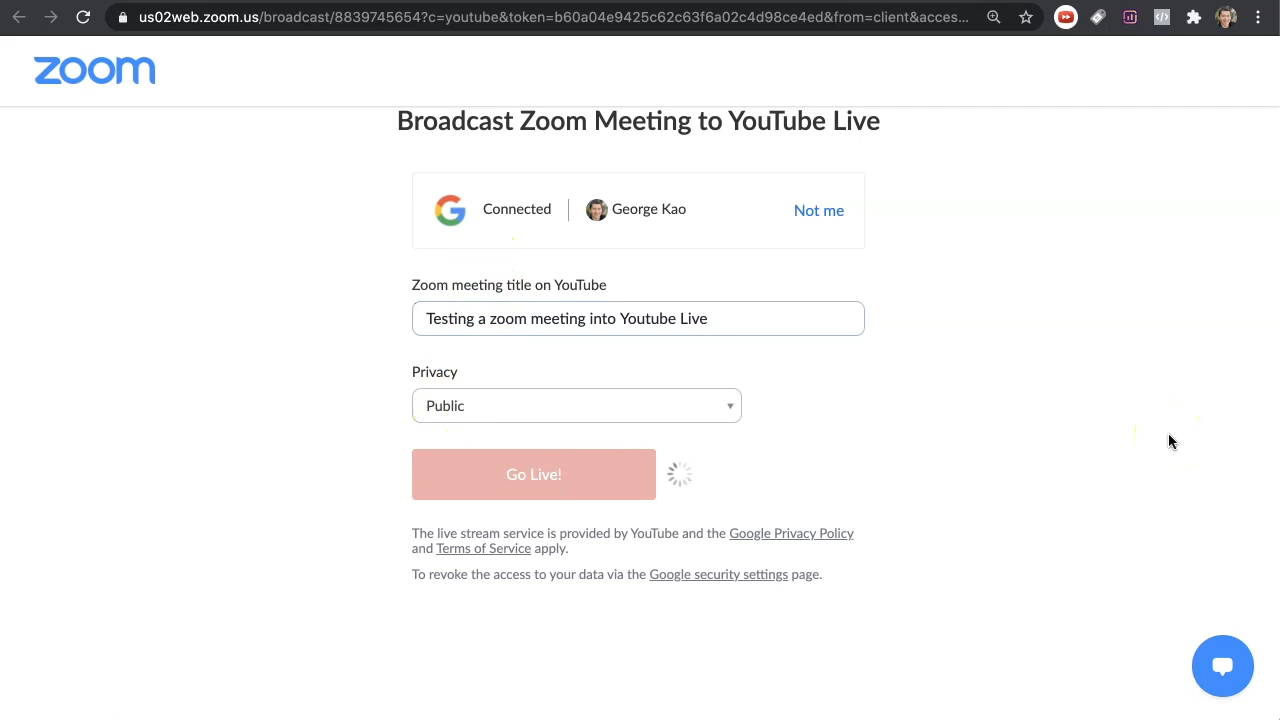 us02web.zoom.us/broadcast/8839745654?c=youtube&token=b60a04e9425c62c63f6a02c4d98ce4ed&from=client&acces...
zoom
Broadcast Zoom Meeting to YouTube Live
Connected
George Kao
Not me
Zoom meeting title on YouTube
Testing a zoom meeting into Youtube Live
Privacy
Public
Go Live!
The live stream service is provided by YouTube and the Google Privacy Policy
and Terms of Service apply.
To revoke the access to your data via the Google security settings page.